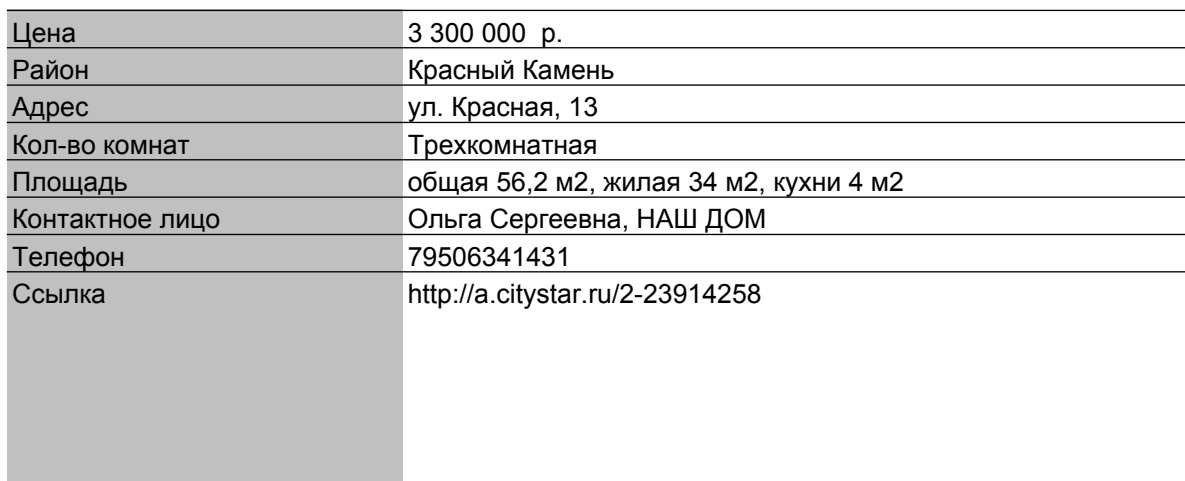 Цена 3 300 000 р.
Район Красный Камень
Адрес ул. Красная, 13
Кол-во комнат Трехкомнатная
Площадь общая 56,2 м2, жилая 34 м2, кухни 4 м2
Контактное лицо Ольга Сергеевна, НАШ ДОМ
Телефон 79506341431
Ссылка http://a.citystar.ru/2-23914258